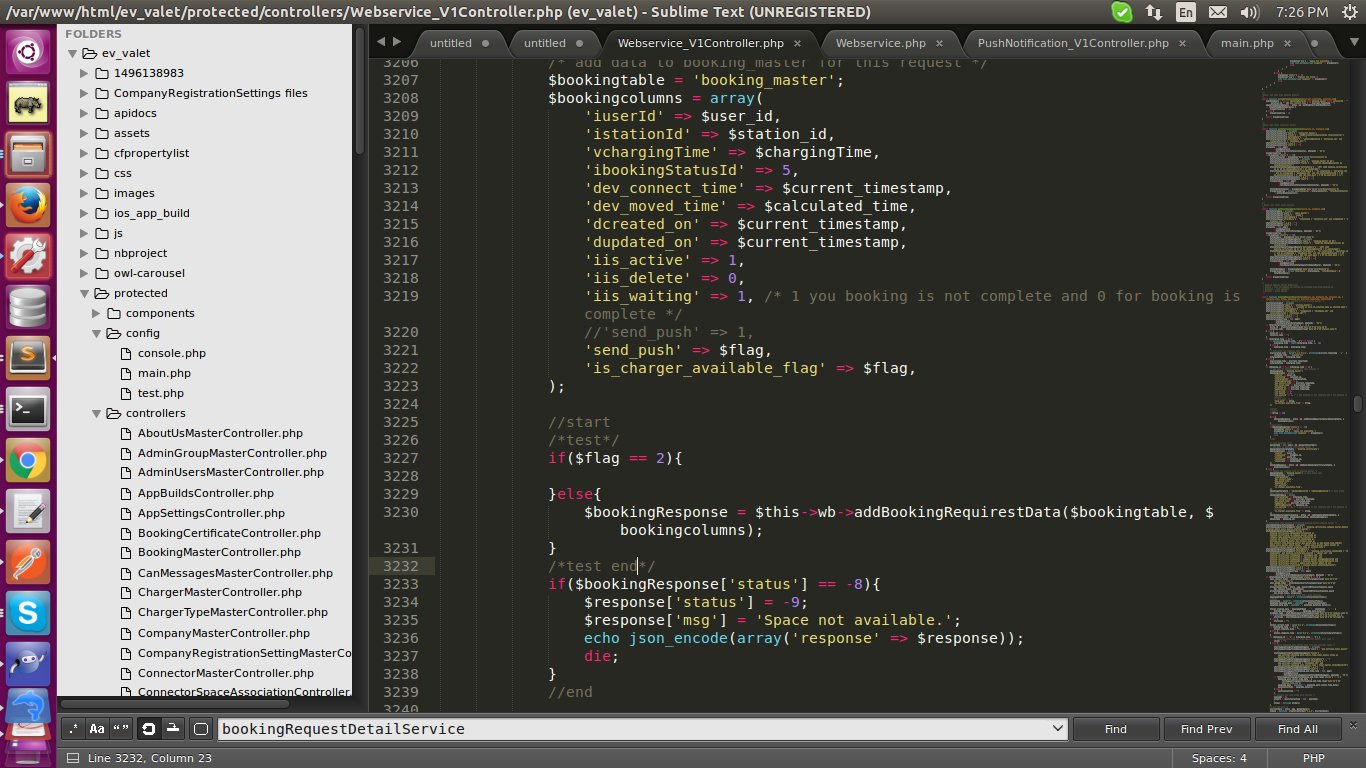 /var/www/html/ev_valet/protected/controllers/Webservice_V1Controller.php (ev_valet) - Sublime Text (UNREGISTERED)
En
7:26 PM
FOLDERS
ev_valet
1496138983
CompanyRegistrationSettings files
apidocs
assets
cfpropertylist
css
images
ios_app_build
js
nbproject
owl-carousel
protected
components
config
console.php
main.php
test.php
controllers
AboutUsMasterController.php
AdminGroupMasterController.php
AdminUsersMasterController.php
AppBuildsController.php
AppSettingsController.php
BookingCertificateController.php
BookingMasterController.php
CanMessagesMasterController.php
ChargerMasterController.php
ChargerTypeMasterController.php
CompanyMasterController.php
CompanyRegistrationSettingMasterCo
ConnectorMasterController.php
ConnectorSpaceAssociationController.
untitled
untitled
Webservice_V1Controller.php
Webservice.php
PushNotification_V1Controller.php
main.php
3206 /* add data to booking_master for this request */
3207 $bookingtable = 'booking_master';
3208 $bookingcolumns = array(
3209 'iuserId' => $user_id,
3210 'istationId' => $station_id,
3211 'vchargingTime' => $chargingTime,
3212 'ibookingStatusId' => 5,
3213 'dev_connect_time' => $current_timestamp,
3214 'dev_moved_time' => $calculated_time,
3215 'dcreated_on' => $current_timestamp,
3216 'dupdated_on' => $current_timestamp,
3217 'iis_active' => 1,
3218 'iis_delete' => 0,
3219 'iis_waiting' => 1, /* 1 you booking is not complete and 0 for booking is
complete */
3220 //'send_push' => 1,
3221 'send_push' => $flag,
3222 'is_charger_available_flag' => $flag,
3223 );
3224
3225 //start
3226 /*test*/
3227 if($flag == 2){
3228
3229 }else{
3230 $bookingResponse = $this->wb->addBookingRequirestData($bookingtable, $
bookingcolumns);
3231 }
3232 /*test end*/
3233 if($bookingResponse['status'] == -8){
3234 $response['status'] = -9;
3235 $response['msg'] = 'Space not available.';
3236 echo json_encode(array('response' => $response));
3237 die;
3238 }
3239 //end
3240
.* Aa “ ”
bookingRequestDetailService
Find
Find Prev
Find All
Line 3232, Column 23
Spaces: 4
PHP